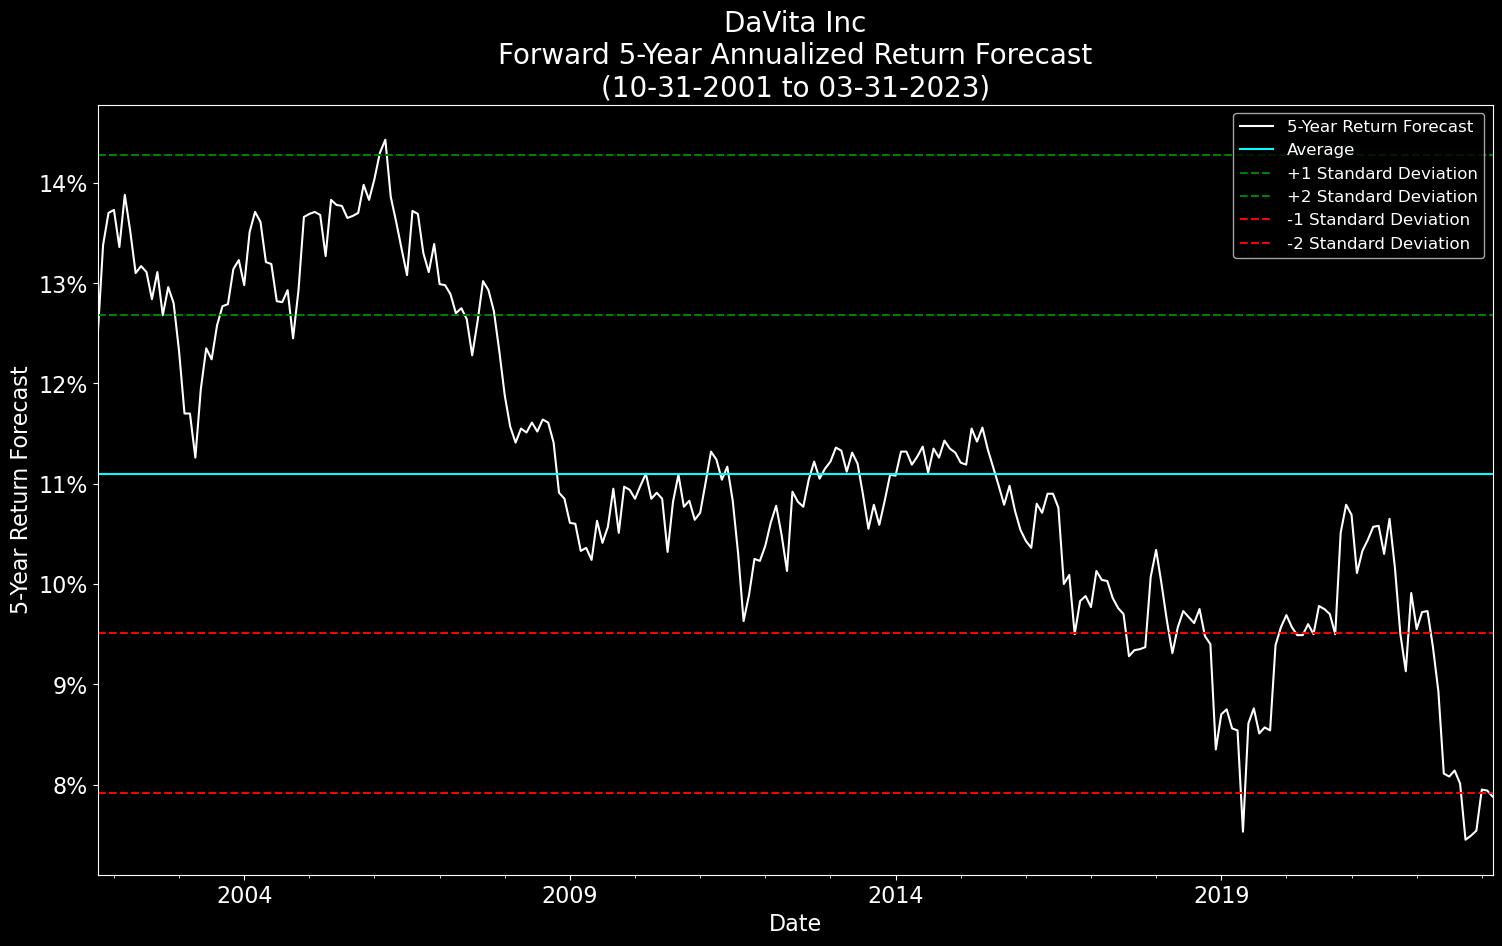 DaVita Inc
Forward 5-Year Annualized Return Forecast
(10-31-2001 to 03-31-2023)
5-Year Return Forecast
Average
+1 Standard Deviation
+2 Standard Deviation
-1 Standard Deviation
-2 Standard Deviation
14%
13%
12%
11%
10%
9%
8%
5-Year Return Forecast
2004
2009
2014
2019
Date